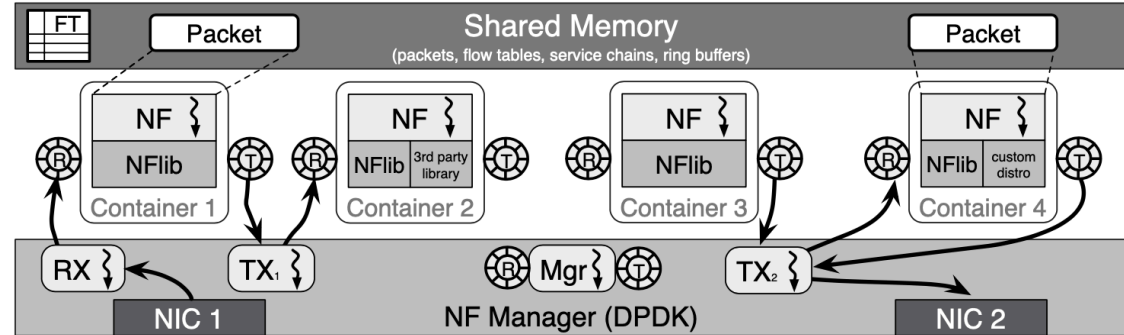 FT
Packet
Shared Memory
Packet
(packets, flow tables, service chains, ring buffers)
NF
NF
NF
NF
R
NFlib
T
R
NFlib
3rd party
library
T
R
NFlib
T
R
NFlib
custom
distro
T
Container 1
Container 2
Container 3
Container 4
RX
TX1
R
Mgr
T
TX2
NIC 1
NF Manager (DPDK)
NIC 2